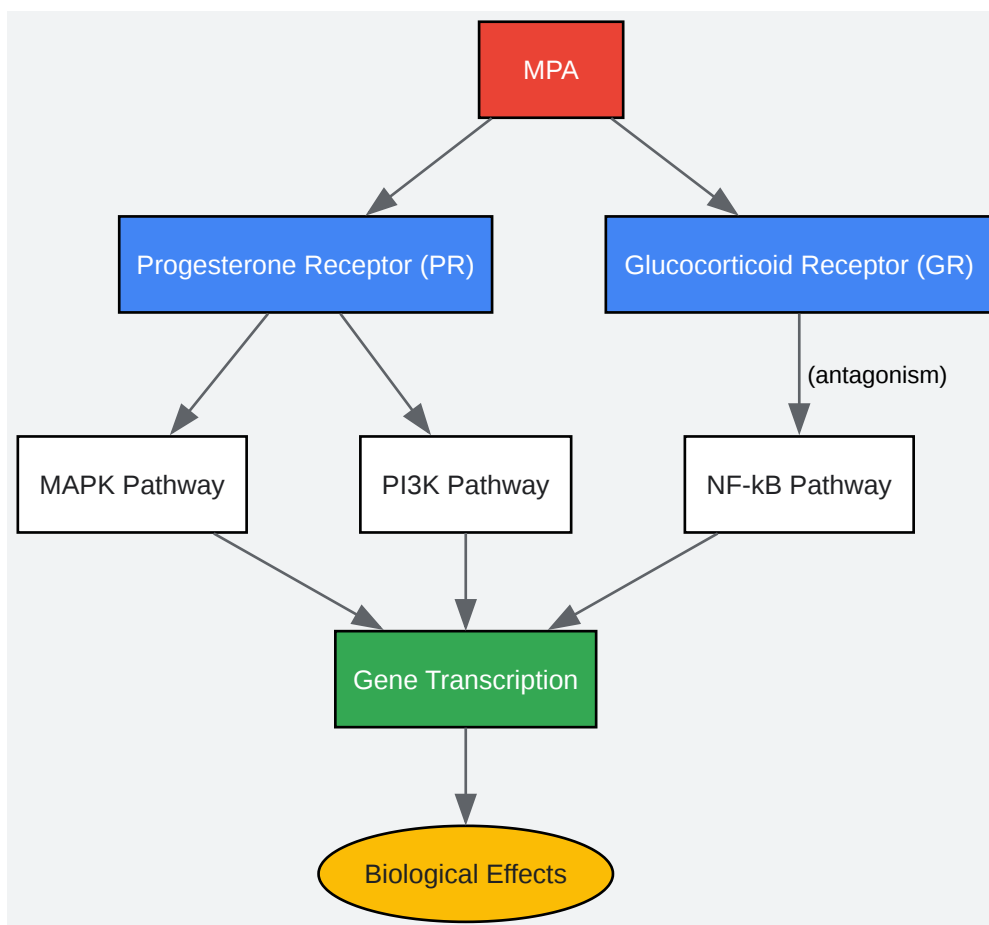 MPA
Progesterone Receptor (PR)
Glucocorticoid Receptor (GR)
(antagonism)
MAPK Pathway
PI3K Pathway
NF-kB Pathway
Gene Transcription
Biological Effects